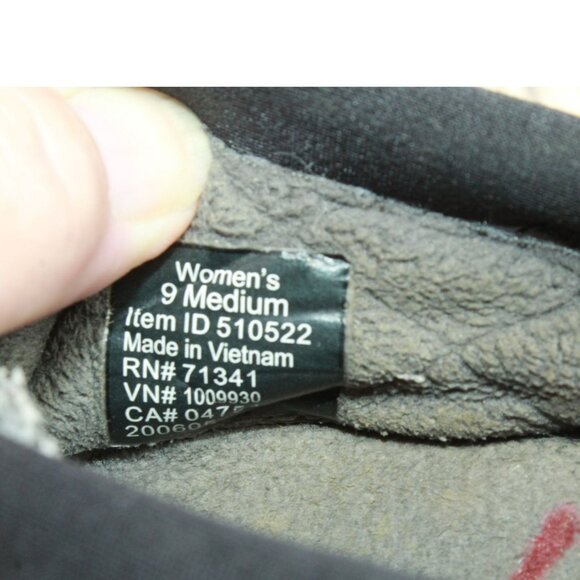 Women's
9 Medium
Item ID 510522
Made in Vietnam
RN# 71341
VN# 1009930
CA#